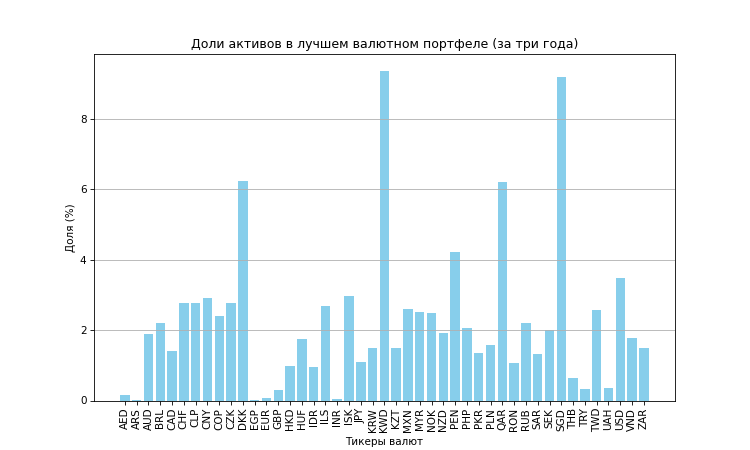 Доли активов в лучшем валютном портфеле (за три года)
Доля (%)
8
6
4
2
0
AED ARS AUD BRL CAD CHF CLP CNY COP CZK DKK EGP EUR GBP HKD HUF IDR ILS INR ISK JPY KRW KWD KZT MXN MYR NOK NZD PEN PHP PKR PLN QAR RON RUB SAR SEK SGD THB TRY TWD UAH USD VND ZAR
Тикеры валют